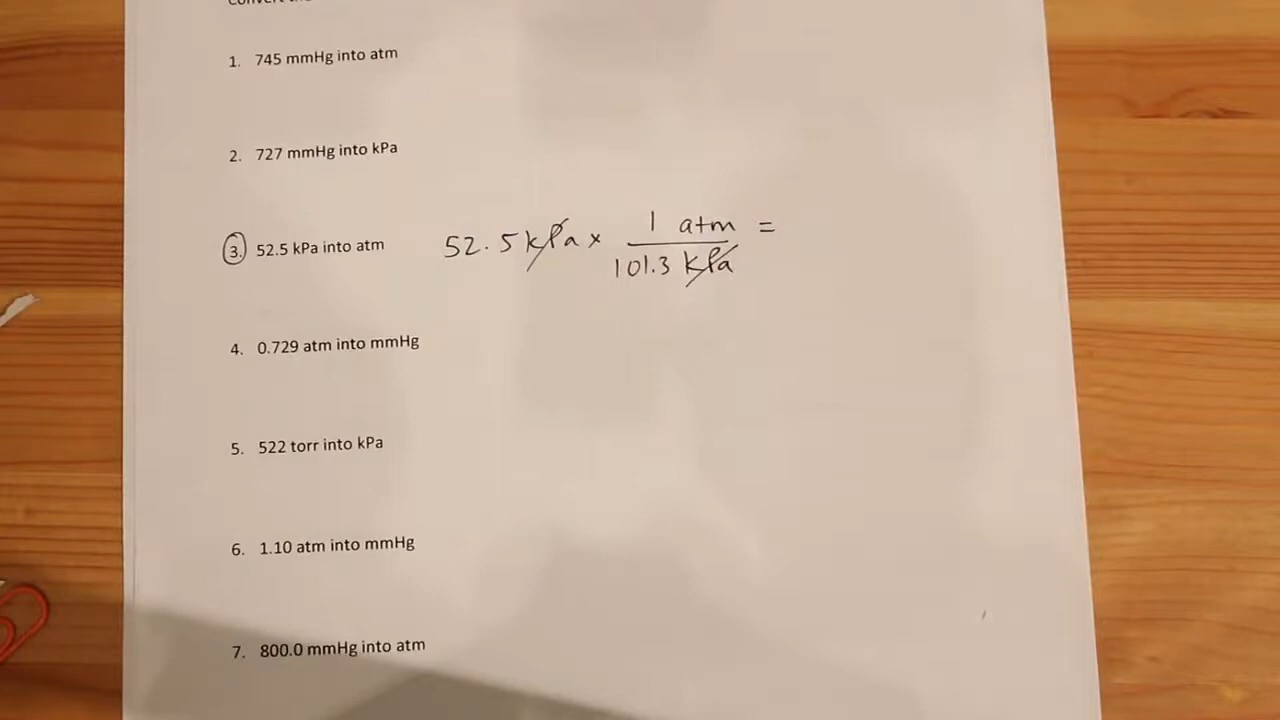 Convert the
1. 745 mmHg into atm
2. 727 mmHg into kPa
3. 52.5 kPa into atm 52.5 kPa x 1 atm =
101.3 kPa
4. 0.729 atm into mmHg
5. 522 torr into kPa
6. 1.10 atm into mmHg
7. 800.0 mmHg into atm